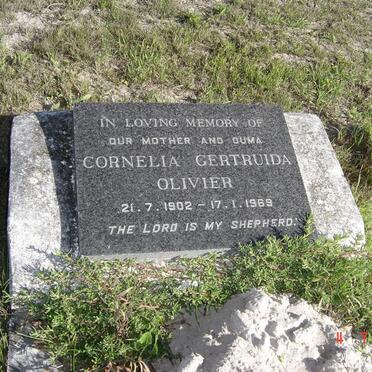 IN LOVING MEMORY OF
OUR MOTHER AND OUMA
CORNELIA GERTRUIDA
OLIVIER
21.7.1902 – 17.1.1969
THE LORD IS MY SHEPHERD.